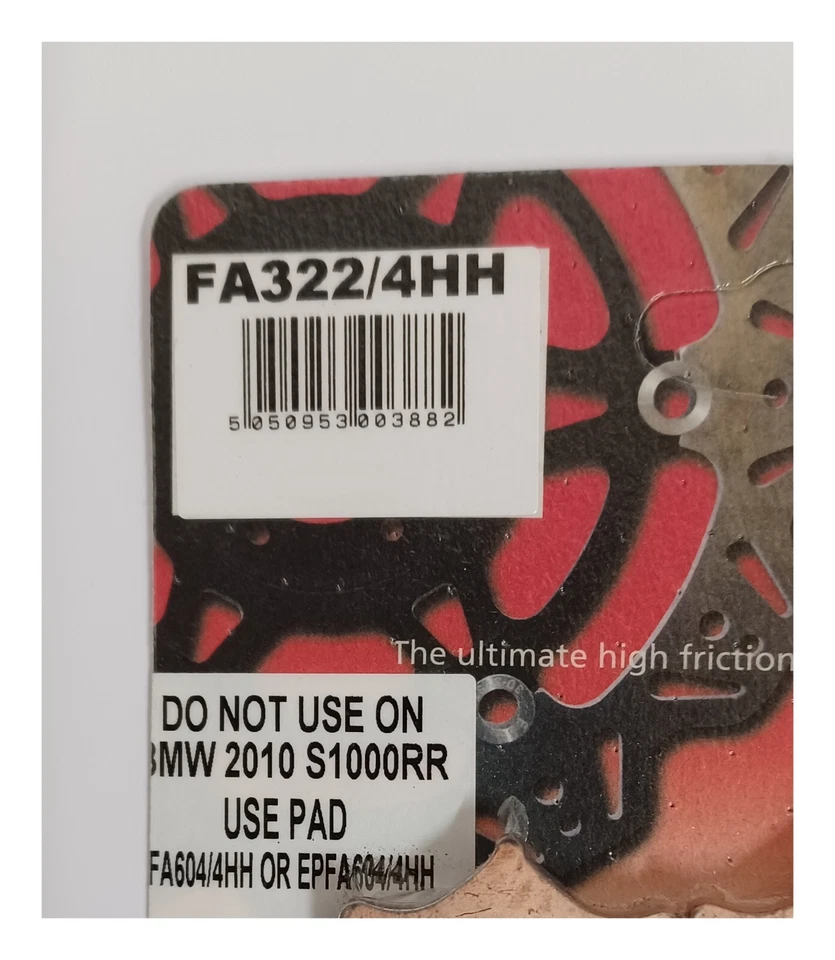 FA322/4HH
5 050953 003882
The ultimate high friction
DO NOT USE ON
BMW 2010 S1000RR
USE PAD
FA604/4HH OR EPFA604/4HH